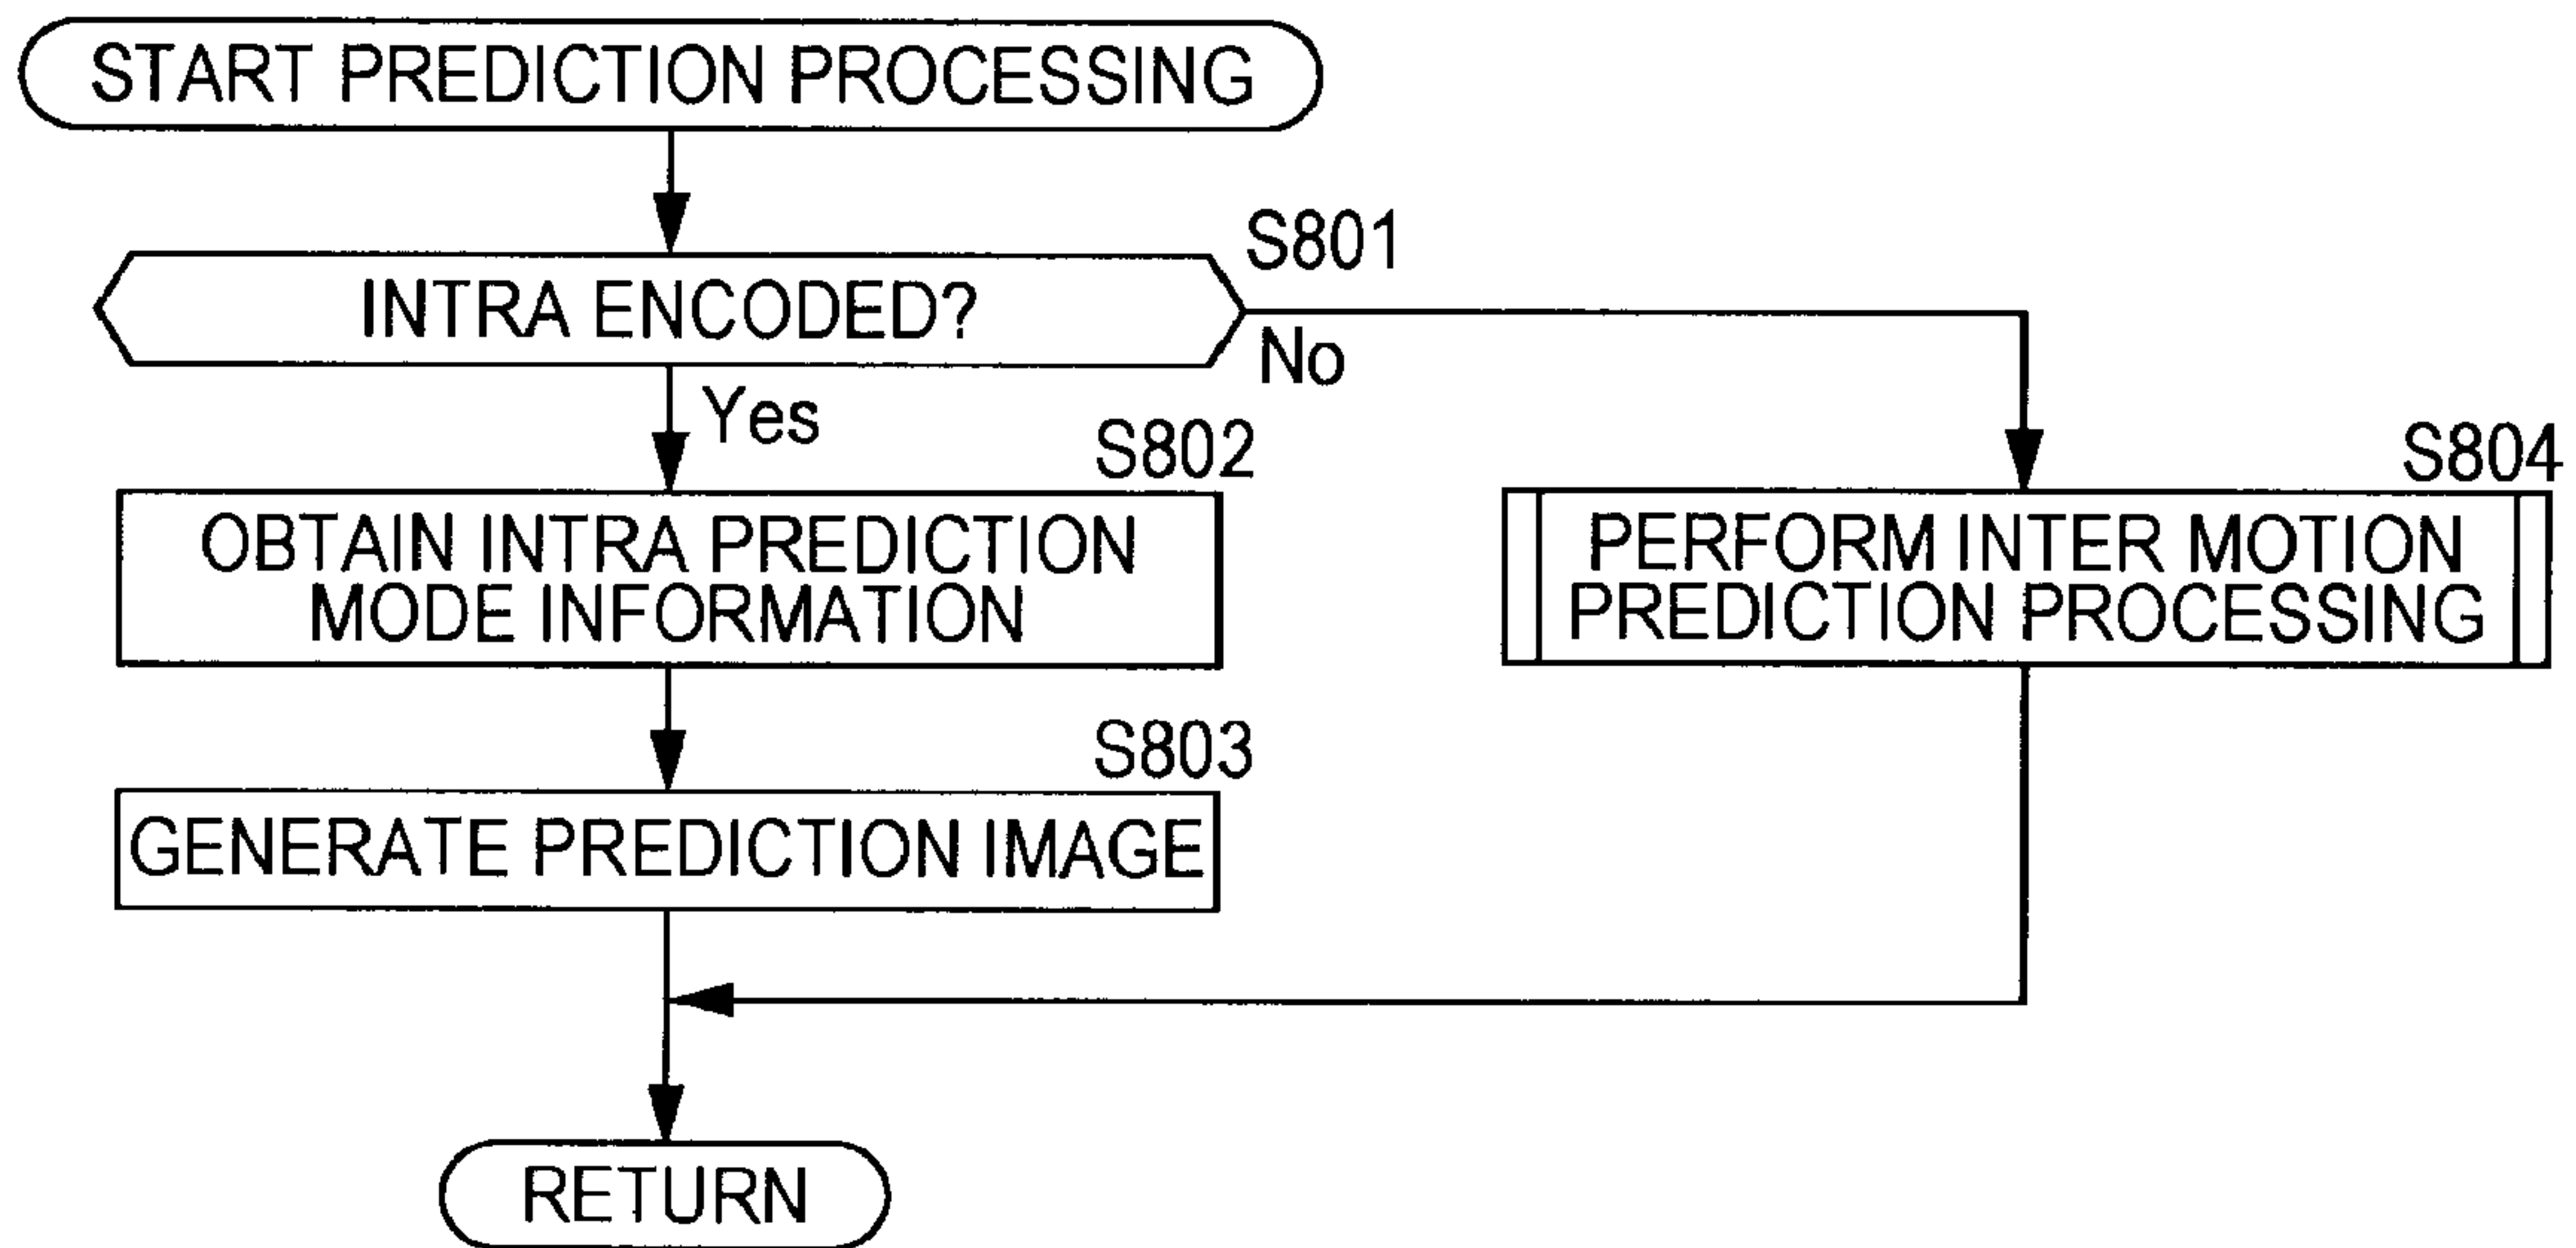 START PREDICTION PROCESSING
S801
INTRA ENCODED?
No
Yes
S802
OBTAIN INTRA PREDICTION
MODE INFORMATION
S804
PERFORM INTER MOTION
PREDICTION PROCESSING
S803
GENERATE PREDICTION IMAGE
RETURN